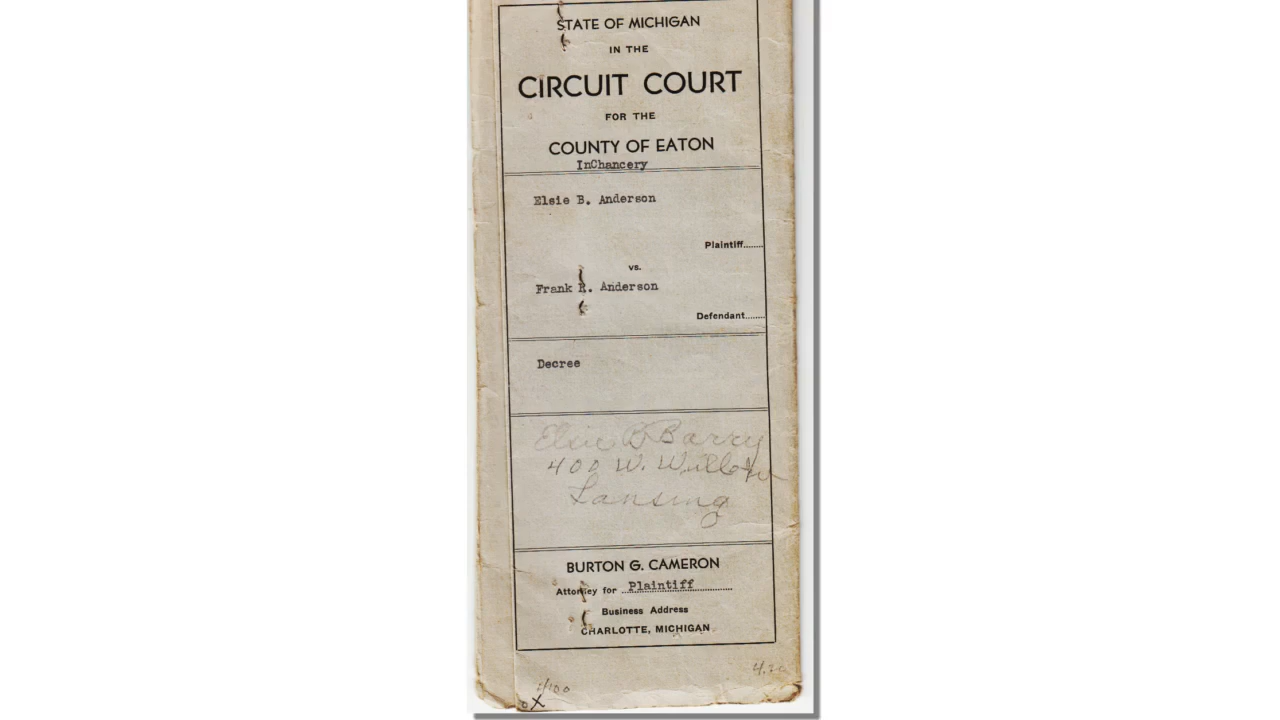 STATE OF MICHIGAN
IN THE
CIRCUIT COURT
FOR THE
COUNTY OF EATON
InChancery
Elsie B. Anderson
Plaintiff......
vs.
Frank R. Anderson
Defendant......
Decree
Elsie B Barry
400 W. Willow
Lansing
BURTON G. CAMERON
Attorney for Plaintiff
Business Address
CHARLOTTE, MICHIGAN
X